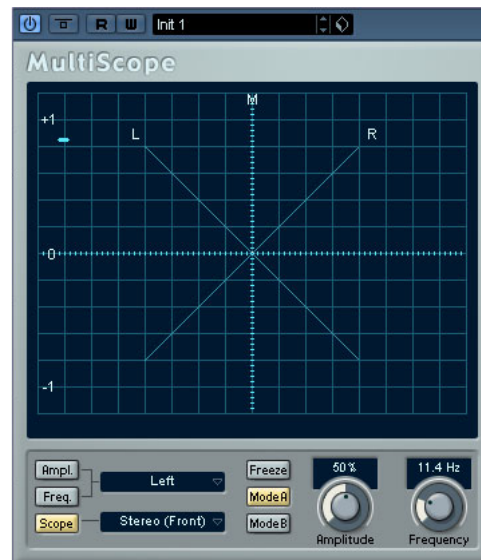 R W Init 1
MultiScope
M
+1
L R
+0
-1
Ampl.
Freq.
Scope
Left
Stereo (Front)
Freeze
Mode A
Mode B
50 %
Amplitude
11.4 Hz
Frequency